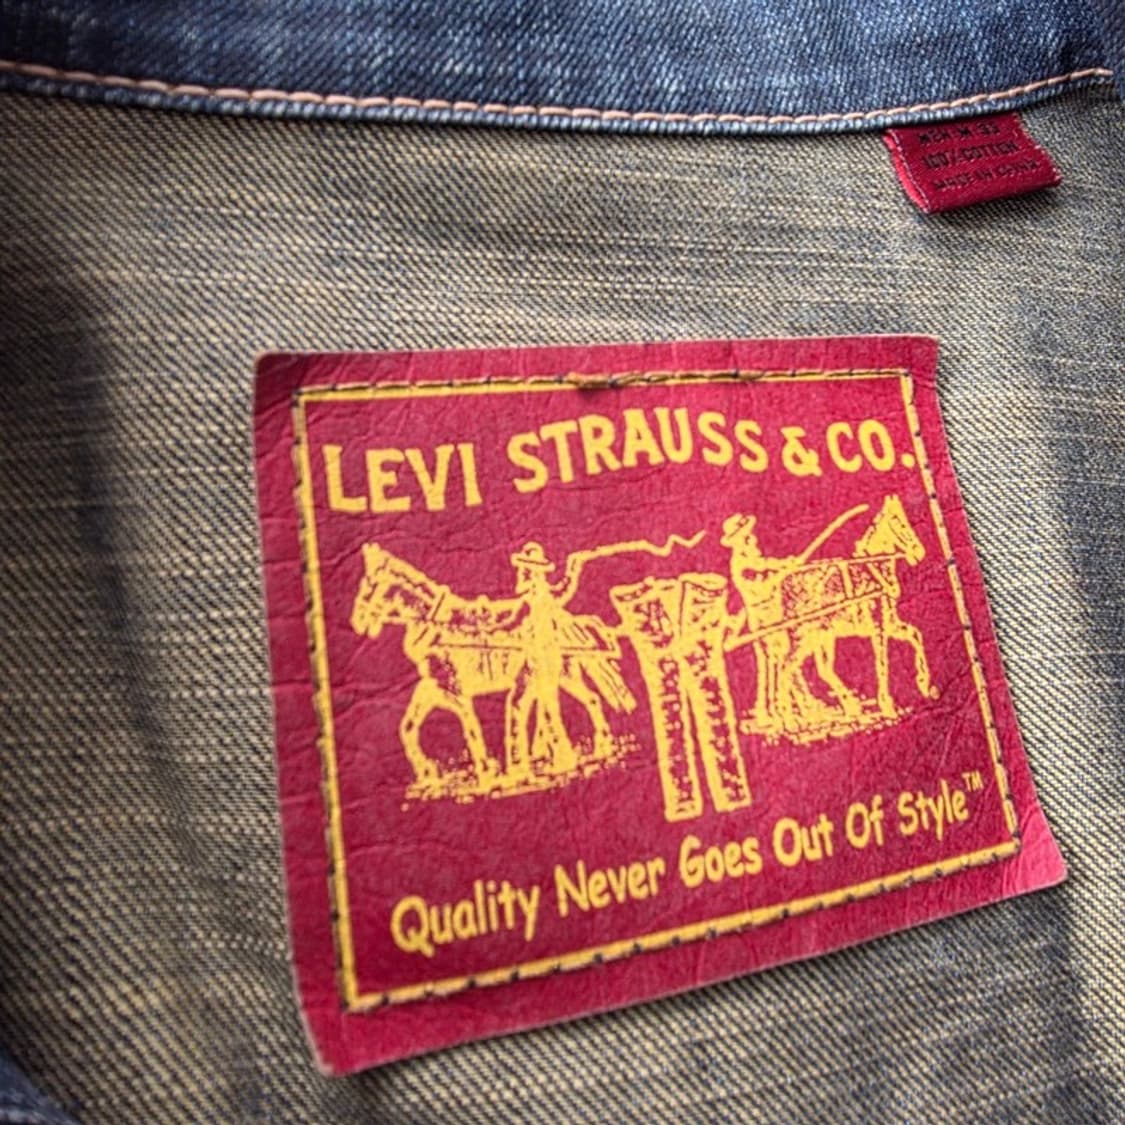 100% COTTON
LEVI STRAUSS & CO.
Quality Never Goes Out Of Style™